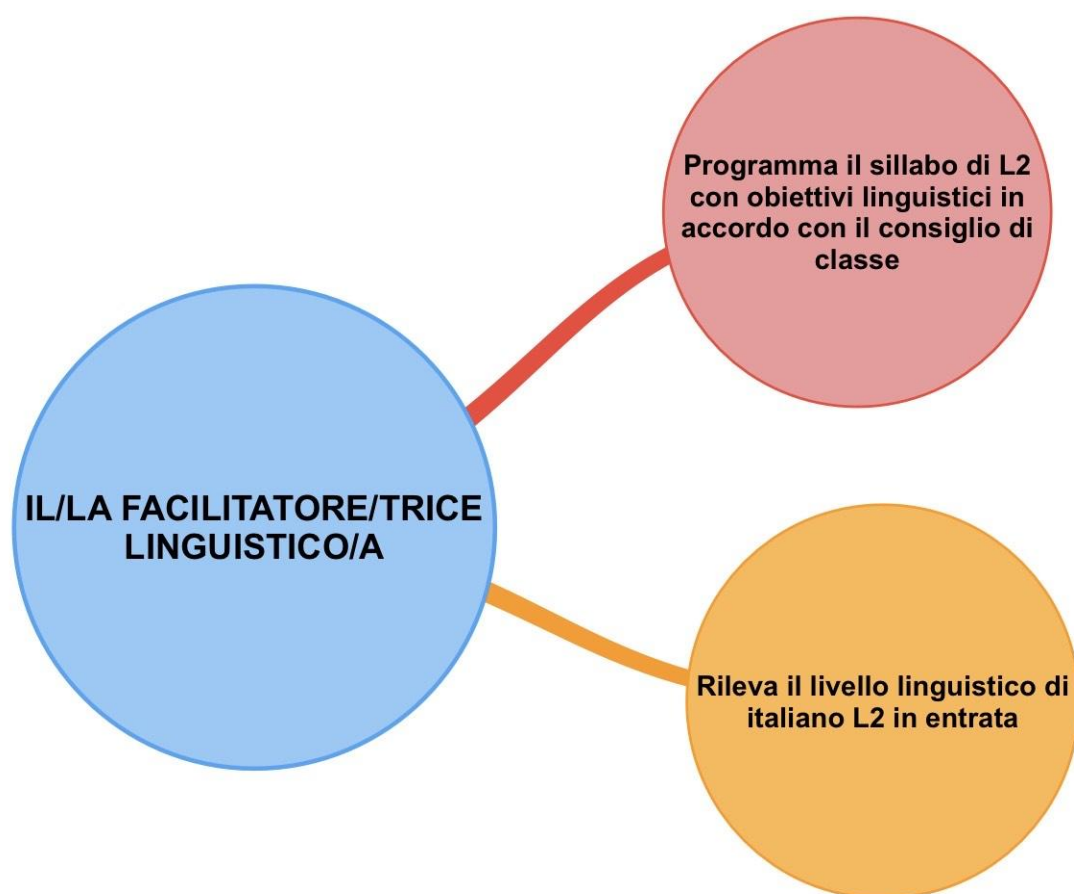 Programma il sillabo di L2
con obiettivi linguistici in
accordo con il consiglio di
classe
IL/LA FACILITATORE/TRICE
LINGUISTICO/A
Rileva il livello linguistico di
italiano L2 in entrata